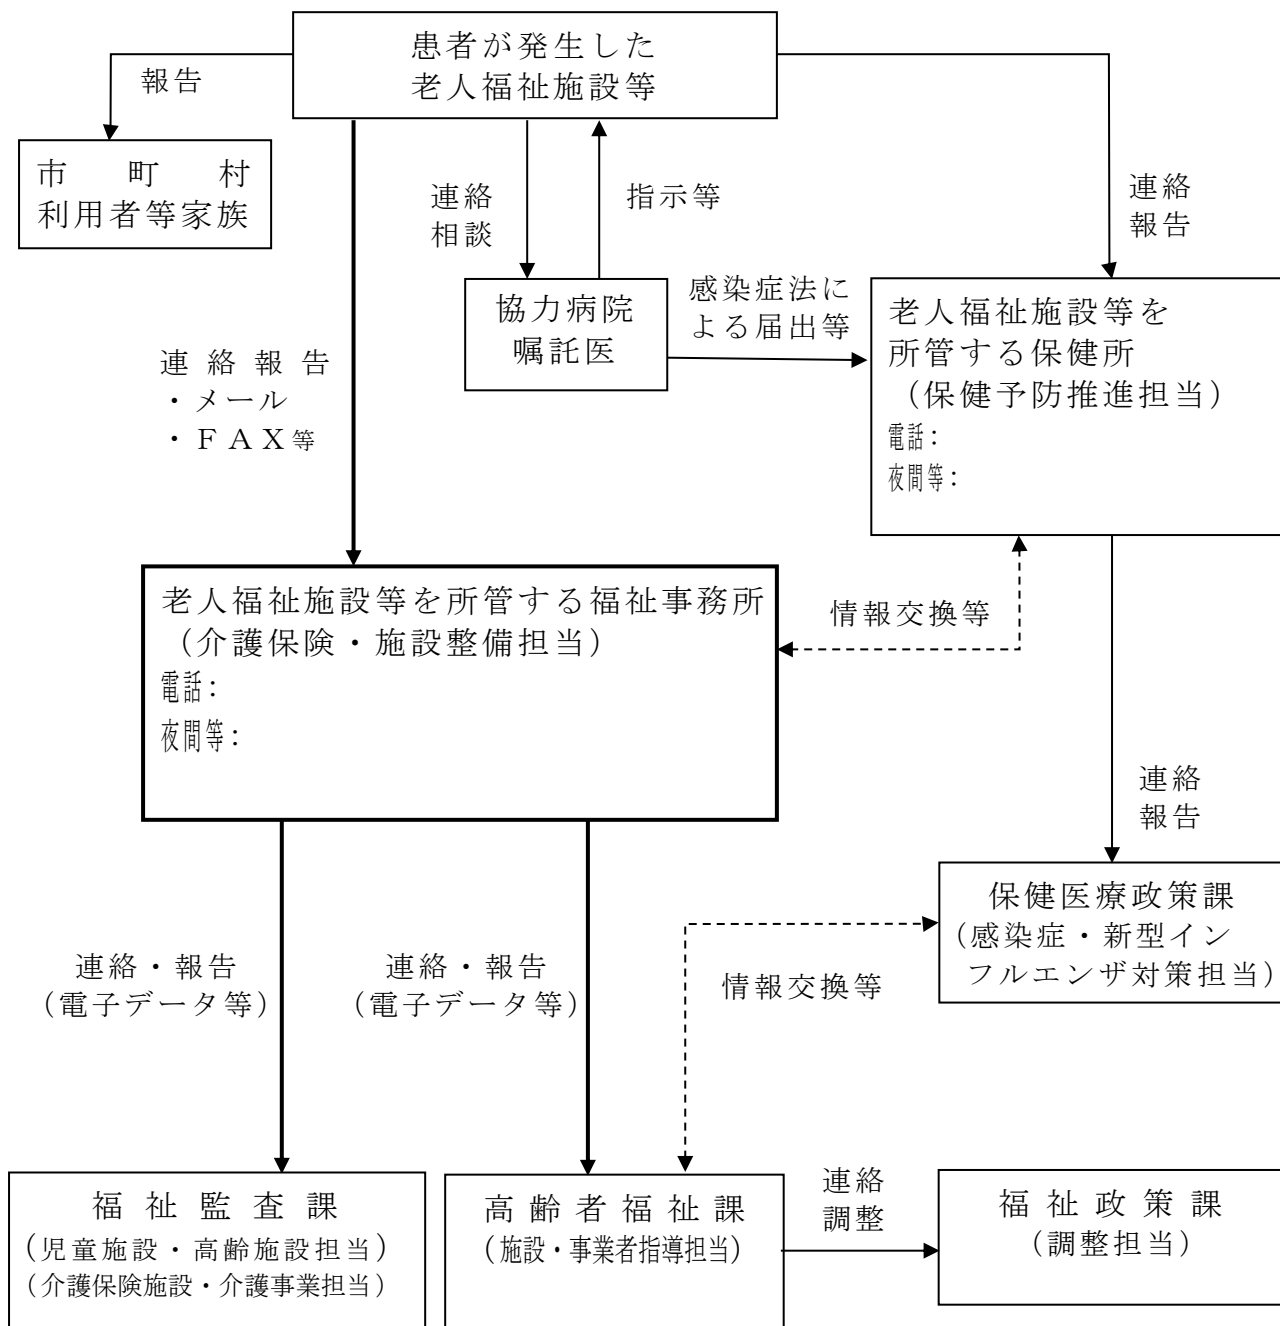 患者が発生した
老人福祉施設等
報告
市　町　村
利用者等家族
連絡
相談
指示等
連絡
報告
協力病院
嘱託医
感染症法に
よる届出等
老人福祉施設等を
所管する保健所
（保健予防推進担当）
電話：
夜間等：
連絡報告
・メール
・ＦＡＸ等
老人福祉施設等を所管する福祉事務所
（介護保険・施設整備担当）
電話：
夜間等：
情報交換等
連絡
報告
保健医療政策課
（感染症・新型イン
フルエンザ対策担当）
連絡・報告
（電子データ等）
連絡・報告
（電子データ等）
情報交換等
福祉監査課
（児童施設・高齢施設担当）
（介護保険施設・介護事業担当）
高齢者福祉課
（施設・事業者指導担当）
連絡
調整
福祉政策課
（調整担当）